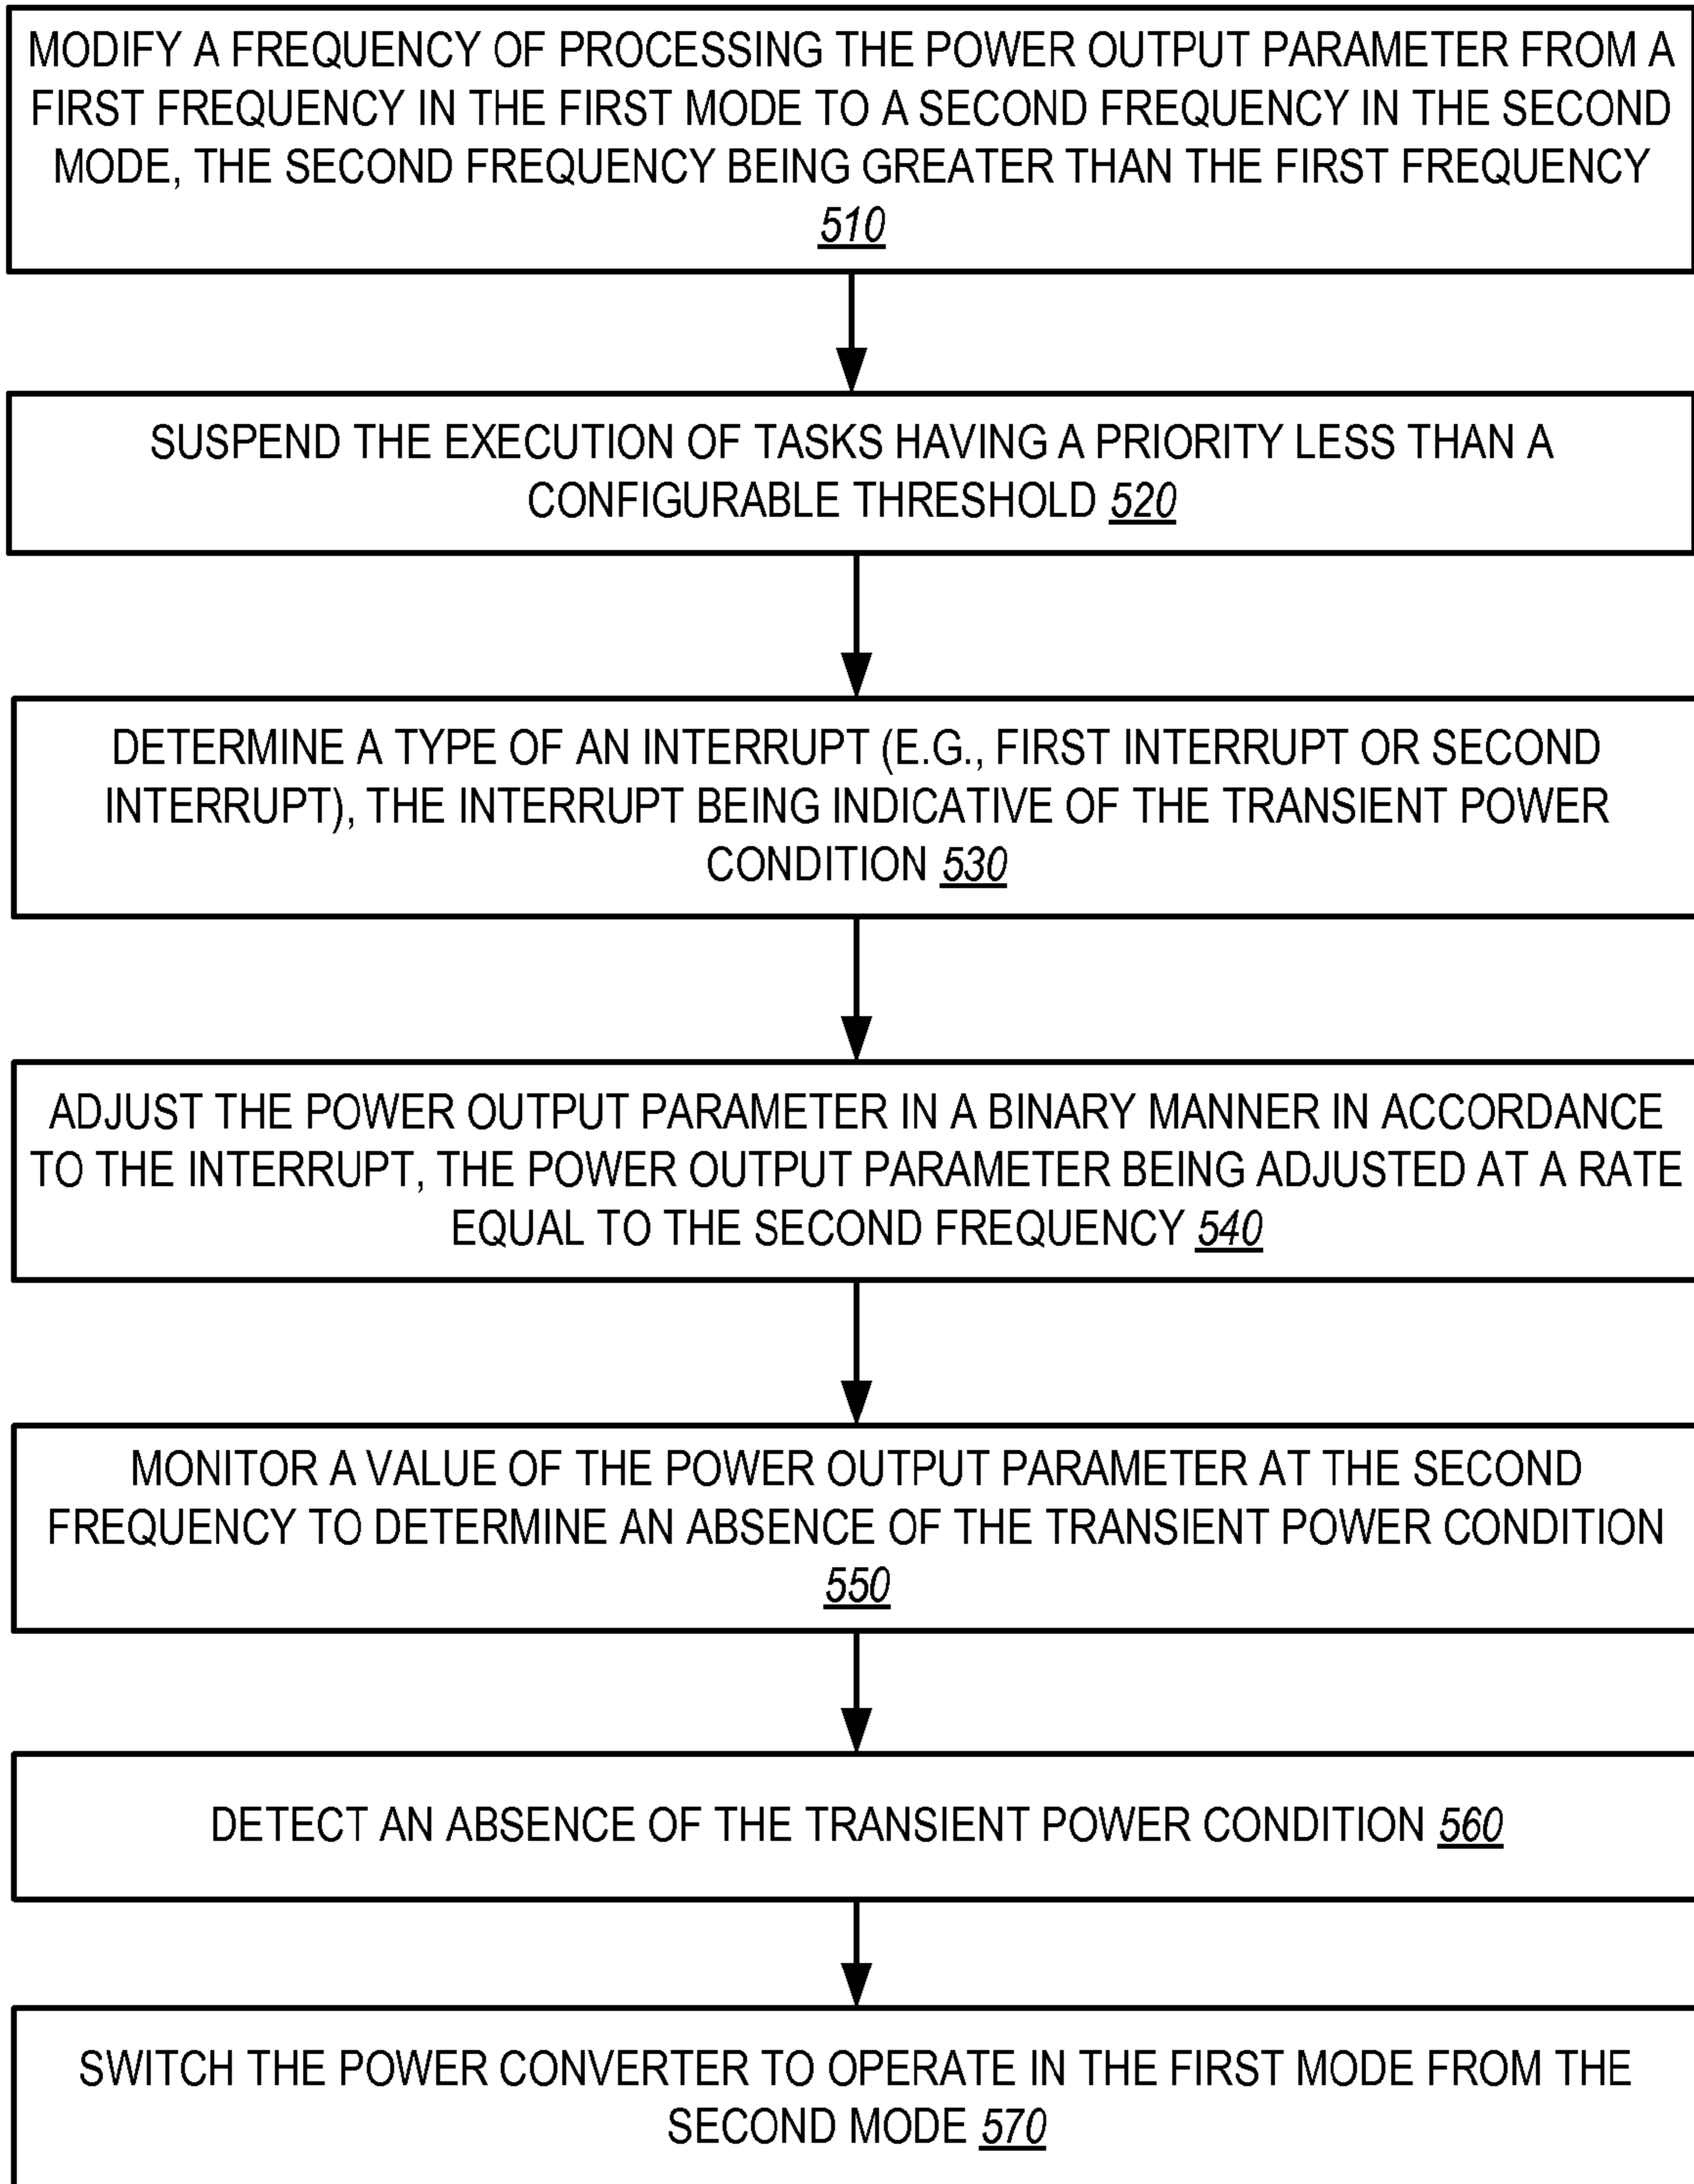 MODIFY A FREQUENCY OF PROCESSING THE POWER OUTPUT PARAMETER FROM A
FIRST FREQUENCY IN THE FIRST MODE TO A SECOND FREQUENCY IN THE SECOND
MODE, THE SECOND FREQUENCY BEING GREATER THAN THE FIRST FREQUENCY
510
SUSPEND THE EXECUTION OF TASKS HAVING A PRIORITY LESS THAN A
CONFIGURABLE THRESHOLD 520
DETERMINE A TYPE OF AN INTERRUPT (E.G., FIRST INTERRUPT OR SECOND
INTERRUPT), THE INTERRUPT BEING INDICATIVE OF THE TRANSIENT POWER
CONDITION 530
ADJUST THE POWER OUTPUT PARAMETER IN A BINARY MANNER IN ACCORDANCE
TO THE INTERRUPT, THE POWER OUTPUT PARAMETER BEING ADJUSTED AT A RATE
EQUAL TO THE SECOND FREQUENCY 540
MONITOR A VALUE OF THE POWER OUTPUT PARAMETER AT THE SECOND
FREQUENCY TO DETERMINE AN ABSENCE OF THE TRANSIENT POWER CONDITION
550
DETECT AN ABSENCE OF THE TRANSIENT POWER CONDITION 560
SWITCH THE POWER CONVERTER TO OPERATE IN THE FIRST MODE FROM THE
SECOND MODE 570